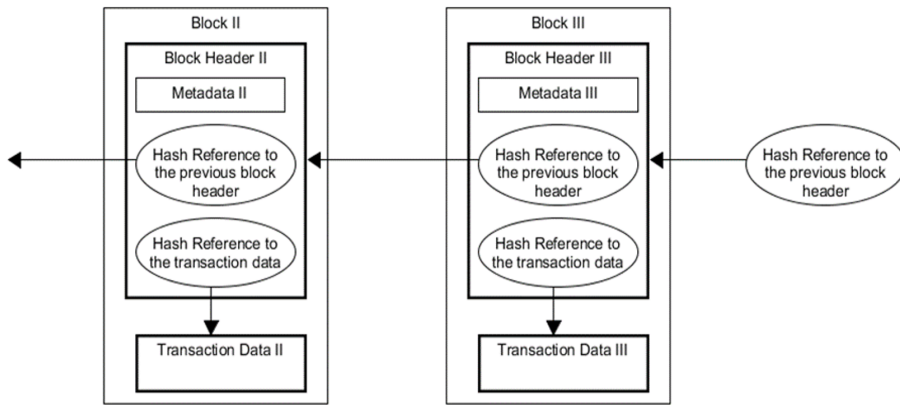 Block II
Block Header II
Metadata II
Hash Reference to
the previous block
header
Hash Reference to
the transaction data
Transaction Data II
Block III
Block Header III
Metadata III
Hash Reference to
the previous block
header
Hash Reference to
the transaction data
Transaction Data III
Hash Reference to
the previous block
header